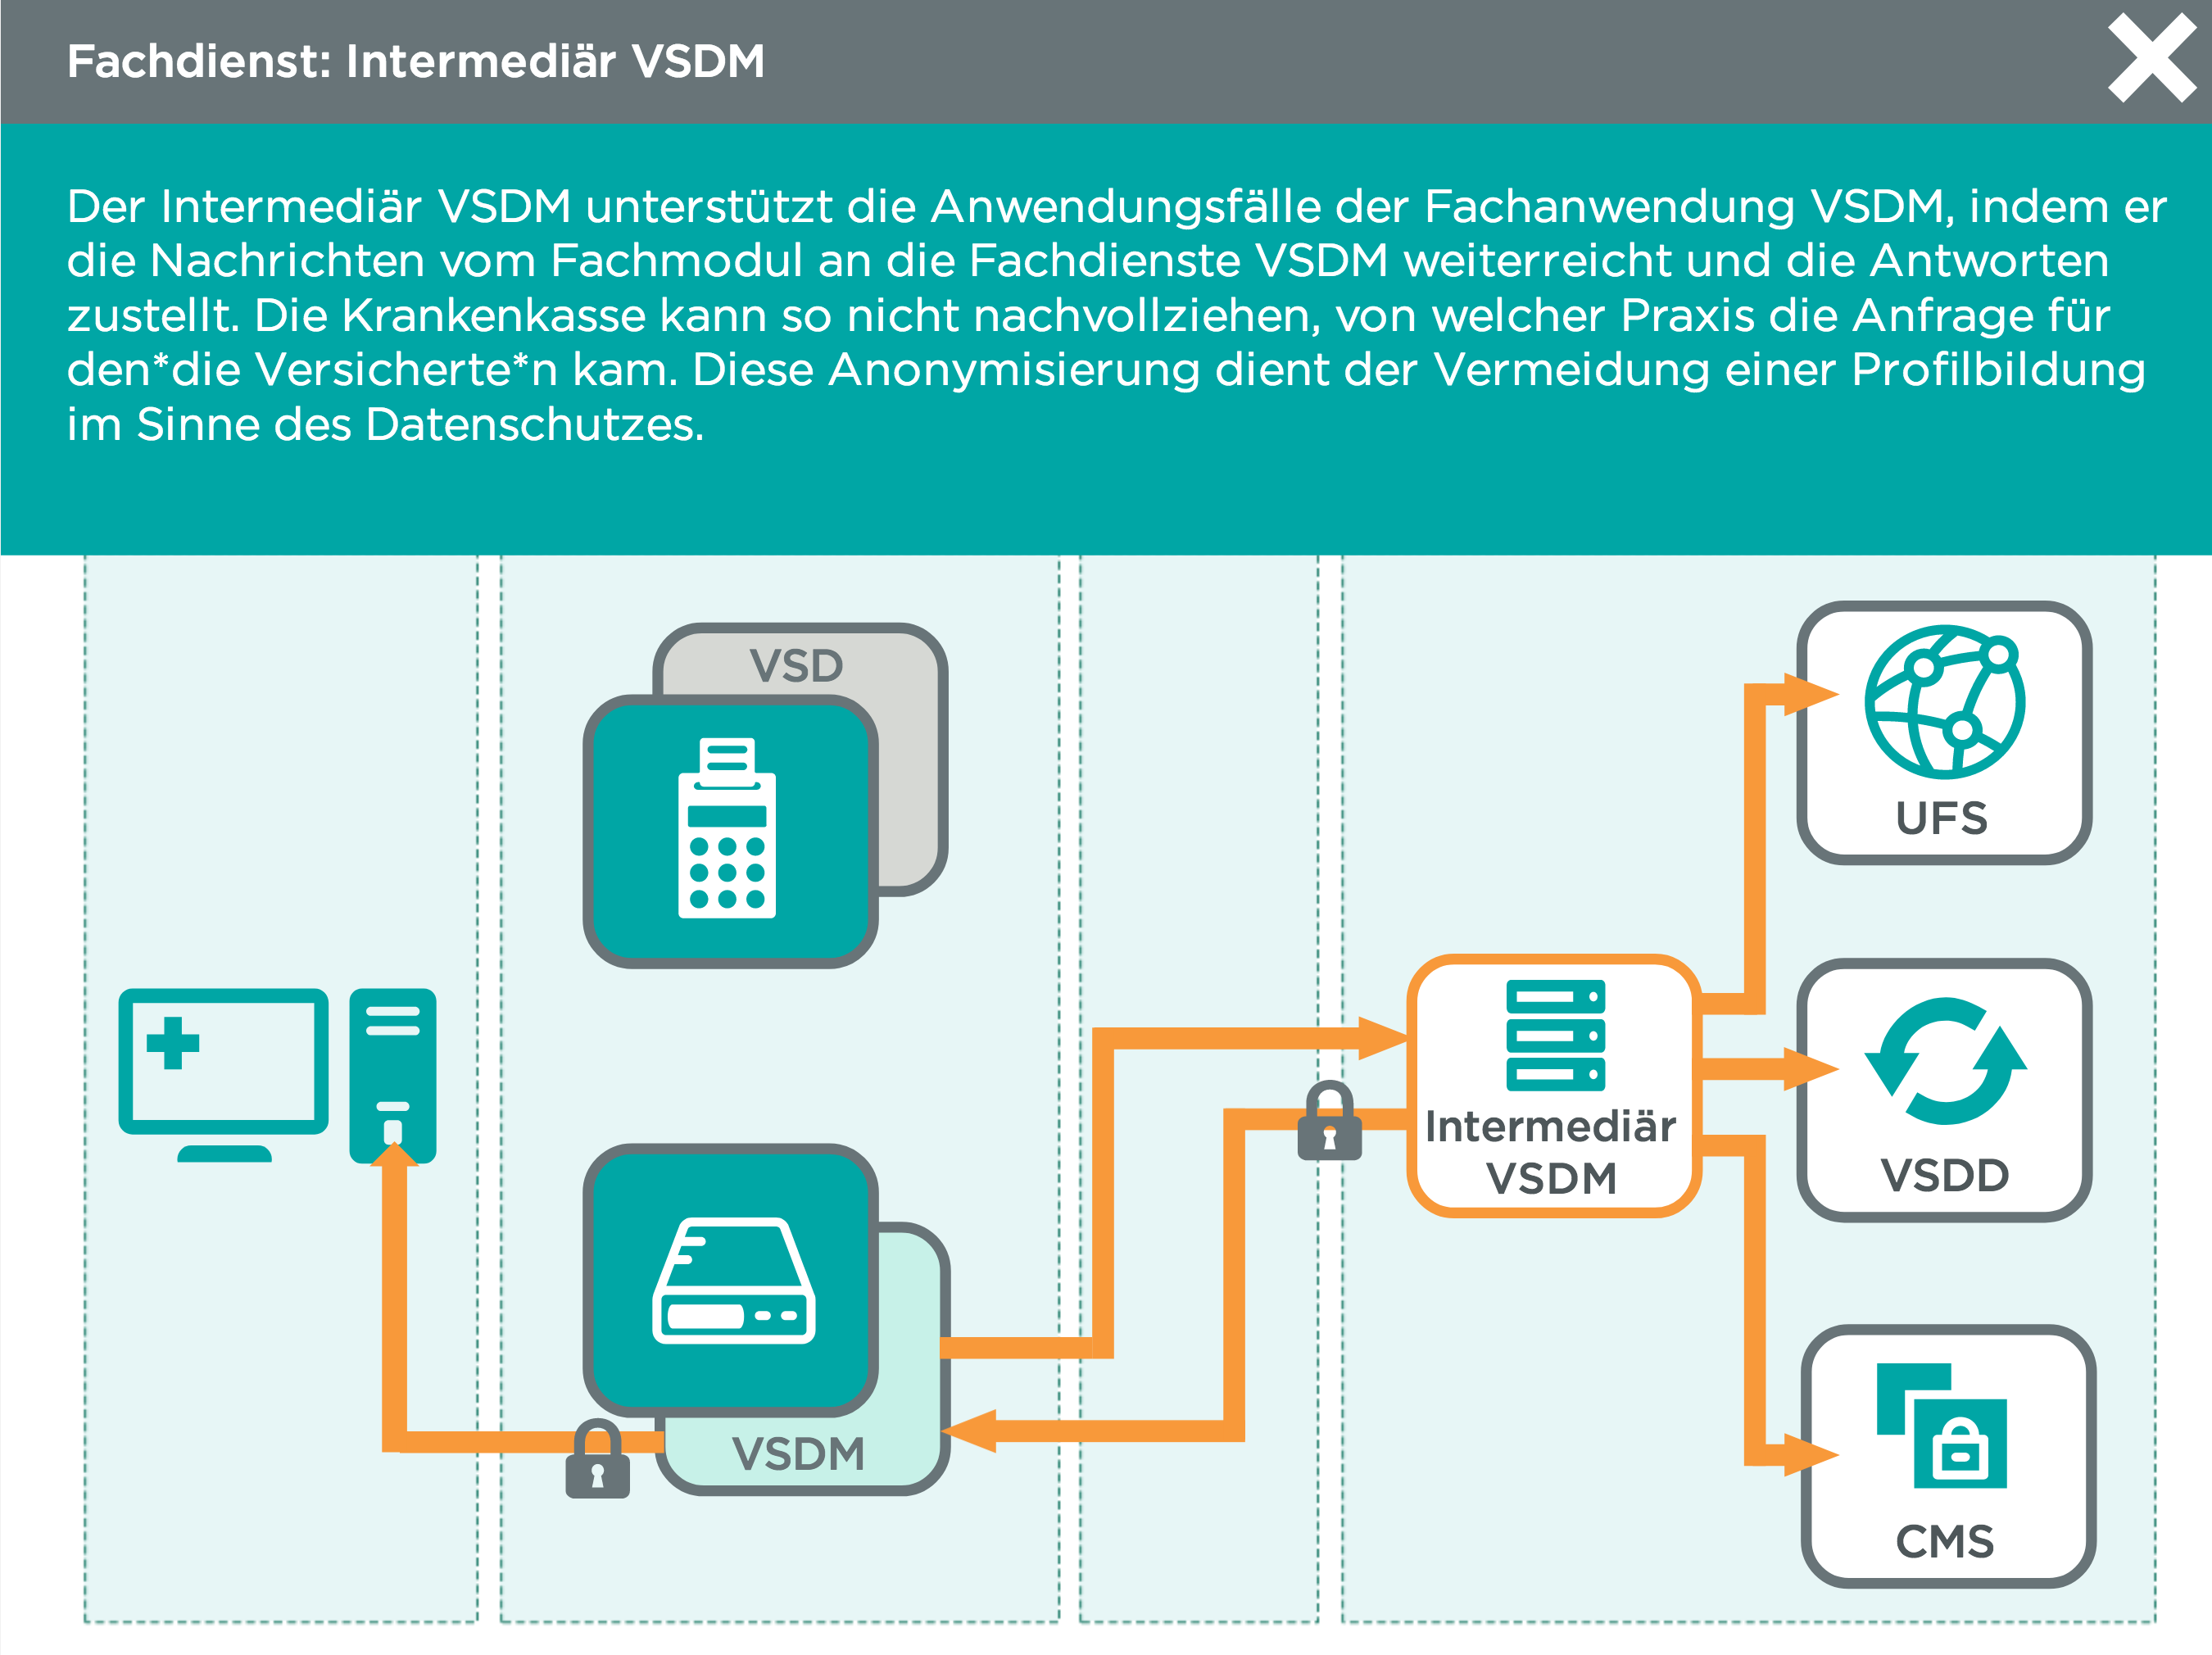 Fachdienst: Intermediär VSDM
Der Intermediär VSDM unterstützt die Anwendungsfälle der Fachanwendung VSDM, indem er
die Nachrichten vom Fachmodul an die Fachdienste VSDM weiterreicht und die Antworten
zustellt. Die Krankenkasse kann so nicht nachvollziehen, von welcher Praxis die Anfrage für
den*die Versicherte*n kam. Diese Anonymisierung dient der Vermeidung einer Profilbildung
im Sinne des Datenschutzes.
VSD
UFS
Intermediär
VSDM
VSDD
VSDM
CMS